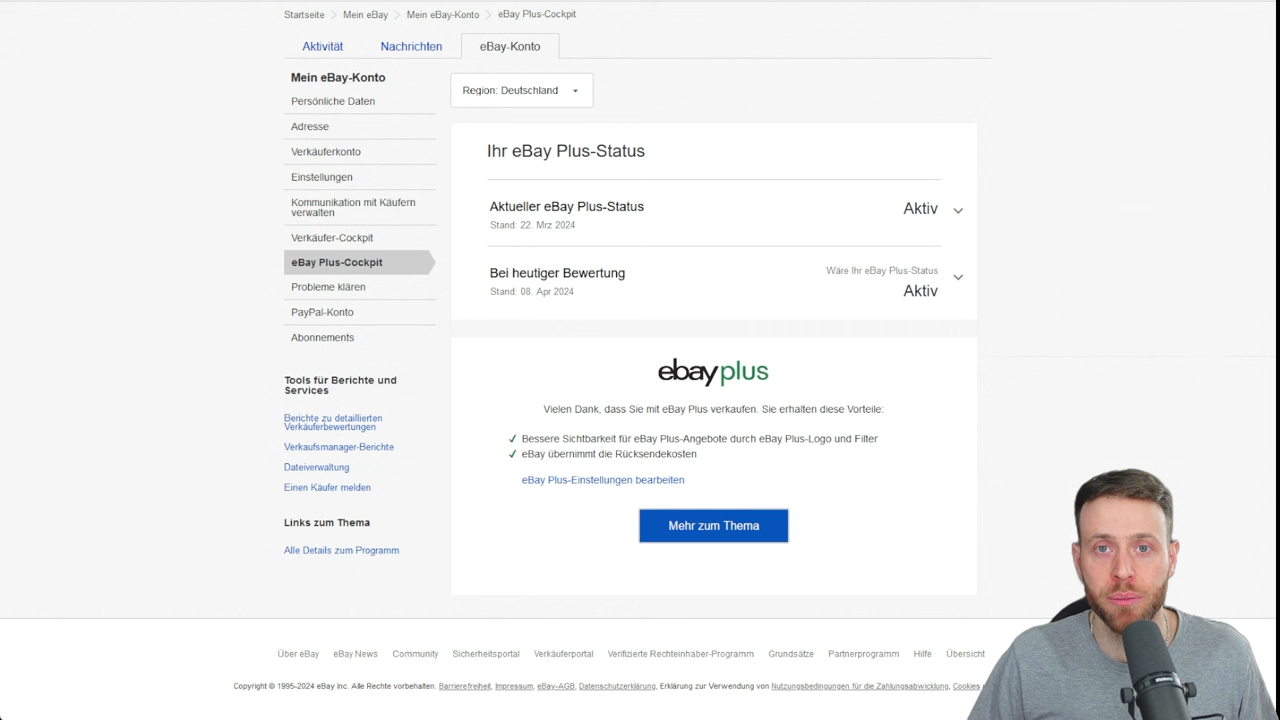 Startseite
Mein eBay
Mein eBay-Konto
eBay Plus-Cockpit
Aktivität
Nachrichten
eBay-Konto
Mein eBay-Konto
Persönliche Daten
Adresse
Verkäuferkonto
Einstellungen
Kommunikation mit Käufern
verwalten
Verkäufer-Cockpit
eBay Plus-Cockpit
Probleme klären
PayPal-Konto
Abonnements
Tools für Berichte und
Services
Berichte zu detaillierten
Verkäuferbewertungen
Verkaufsmanager-Berichte
Dateiverwaltung
Einen Käufer melden
Links zum Thema
Alle Details zum Programm
Region: Deutschland
Ihr eBay Plus-Status
Aktueller eBay Plus-Status
Aktiv
Stand: 22. Mrz 2024
Bei heutiger Bewertung
Wäre Ihr eBay Plus-Status
Stand: 08. Apr 2024
Aktiv
ebay plus
Vielen Dank, dass Sie mit eBay Plus verkaufen. Sie erhalten diese Vorteile:
✓ Bessere Sichtbarkeit für eBay Plus-Angebote durch eBay Plus-Logo und Filter
✓ eBay übernimmt die Rücksendekosten
eBay Plus-Einstellungen bearbeiten
Mehr zum Thema
Über eBay
eBay News
Community
Sicherheitsportal
Verkäuferportal
Verifizierte Rechteinhaber-Programm
Grundsätze
Partnerprogramm
Hilfe
Übersicht
Copyright © 1995-2024 eBay Inc. Alle Rechte vorbehalten. Barrierefreiheit, Impressum, eBay-AGB, Datenschutzerklärung, Erklärung zur Verwendung von Nutzungsbedingungen für die Zahlungsabwicklung, Cookies